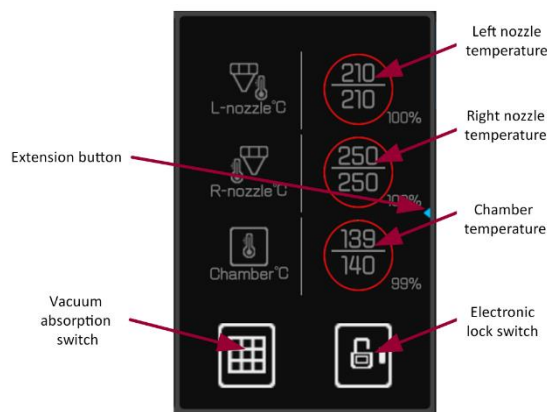 Left nozzle
temperature
210
210
L-nozzle°C
100%
Right nozzle
temperature
Extension button
250
250
R-nozzle°C
100%
Chamber
temperature
139
140
Chamber°C
99%
Vacuum
absorption
switch
Electronic
lock switch